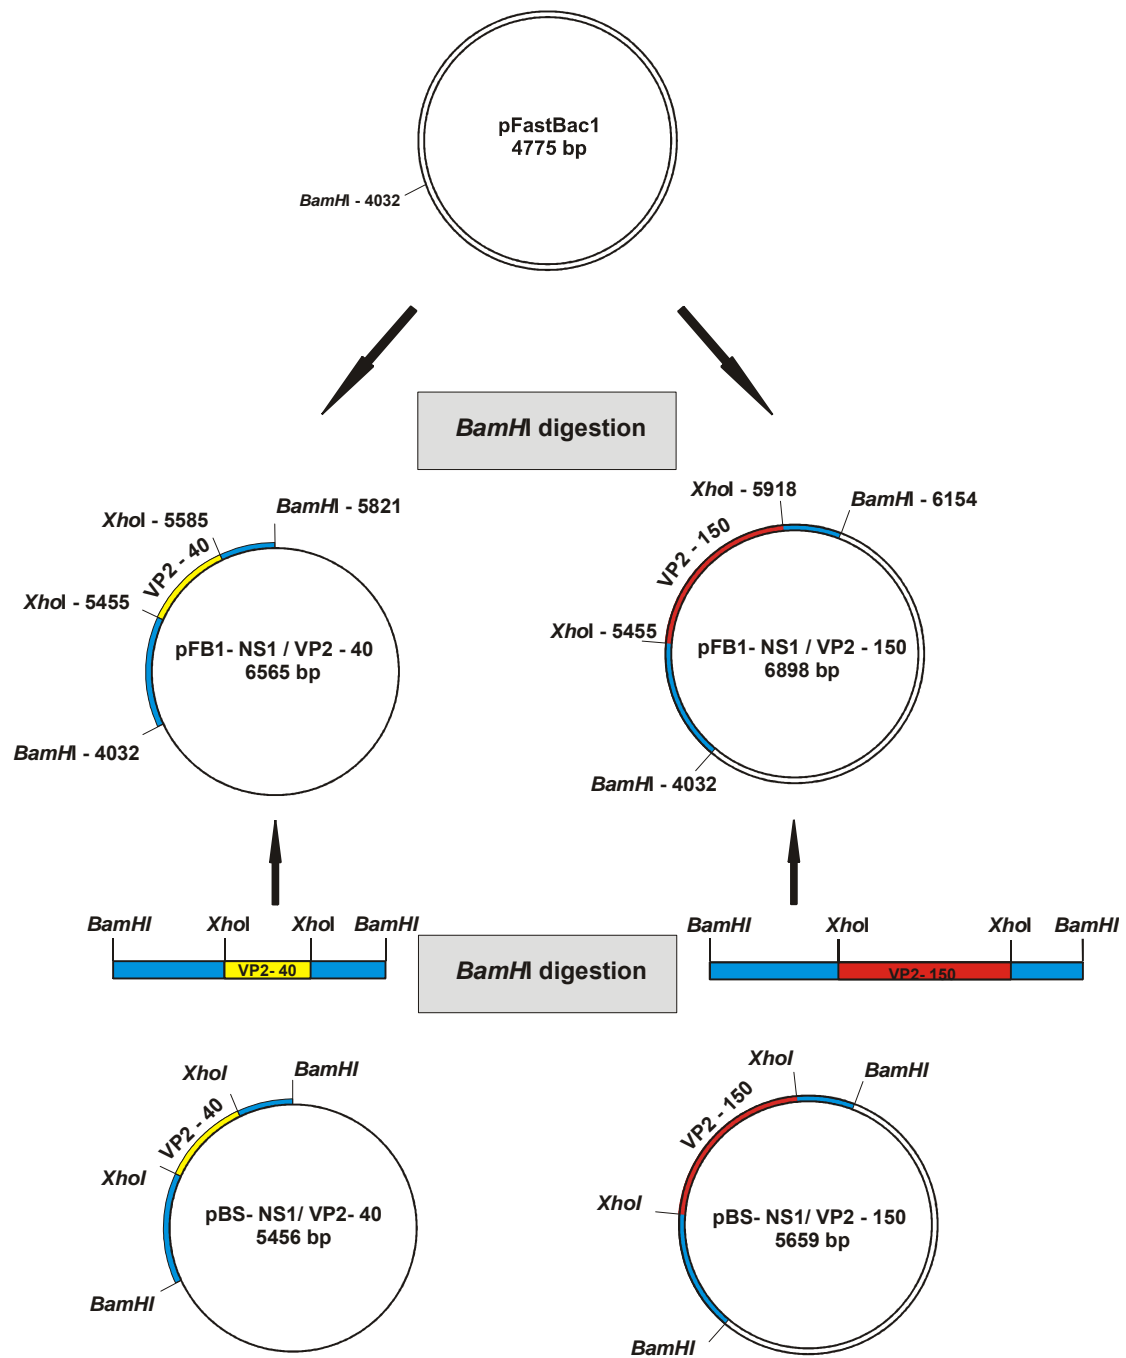 pFastBac1
4775 bp
BamHI - 4032
BamHI digestion
XhoI - 5585
BamHI - 5821
VP2 - 40
XhoI - 5455
pFB1- NS1 / VP2 - 40
6565 bp
BamHI - 4032
XhoI - 5918
BamHI - 6154
VP2 - 150
XhoI - 5455
pFB1- NS1 / VP2 - 150
6898 bp
BamHI - 4032
BamHI XhoI XhoI BamHI
VP2- 40
BamHI digestion
BamHI XhoI XhoI BamHI
VP2- 150
XhoI
BamHI
VP2 - 40
XhoI
pBS- NS1/ VP2- 40
5456 bp
BamHI
XhoI
BamHI
VP2 - 150
XhoI
pBS- NS1/ VP2 - 150
5659 bp
BamHI